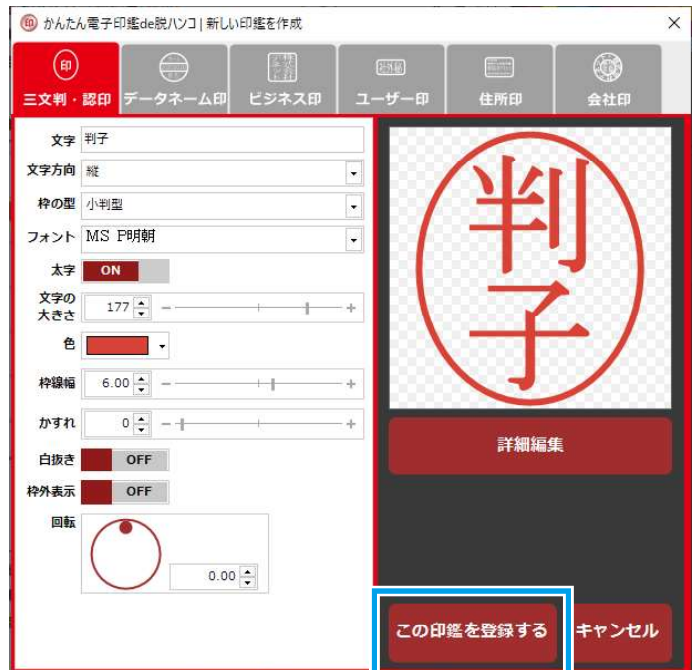 印 かんたん電子印鑑de脱ハンコ | 新しい印鑑を作成
印
三文判・認印 データネーム印 ビジネス印 ユーザー印 住所印 会社印
文字 判子
文字方向 縦
枠の型 小判型
フォント MS P明朝
太字 ON
文字の
大きさ 177
色
枠線幅 6.00
かすれ 0
白抜き OFF
枠外表示 OFF
回転
0.00
判子
詳細編集
この印鑑を登録する キャンセル